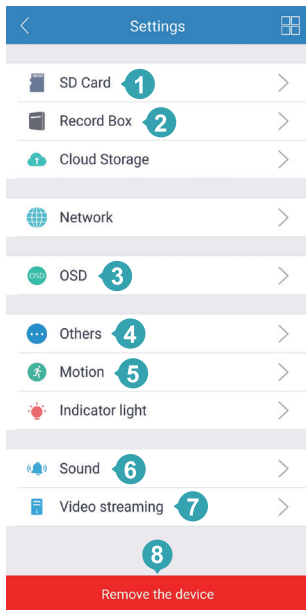 Settings
SD Card 1
Record Box 2
Cloud Storage
Network
OSD OSD 3
Others 4
Motion 5
Indicator light
Sound 6
Video streaming 7
8
Remove the device